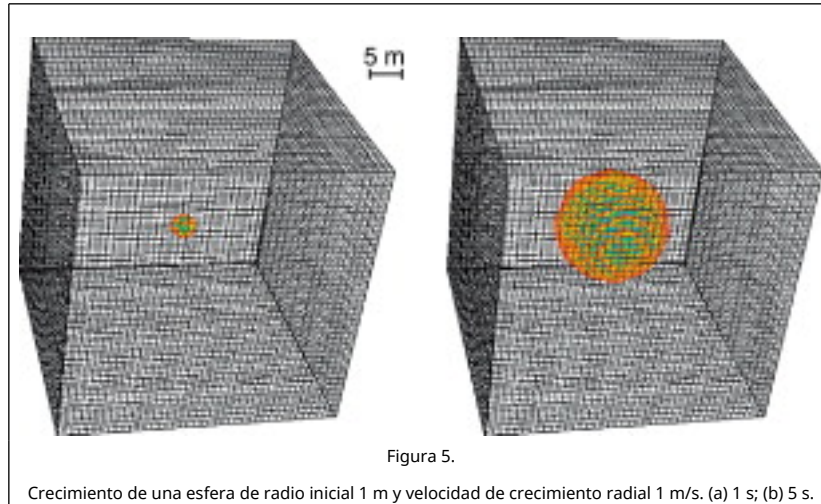 5 m
Figura 5.
Crecimiento de una esfera de radio inicial 1 m y velocidad de crecimiento radial 1 m/s. (a) 1 s; (b) 5 s.